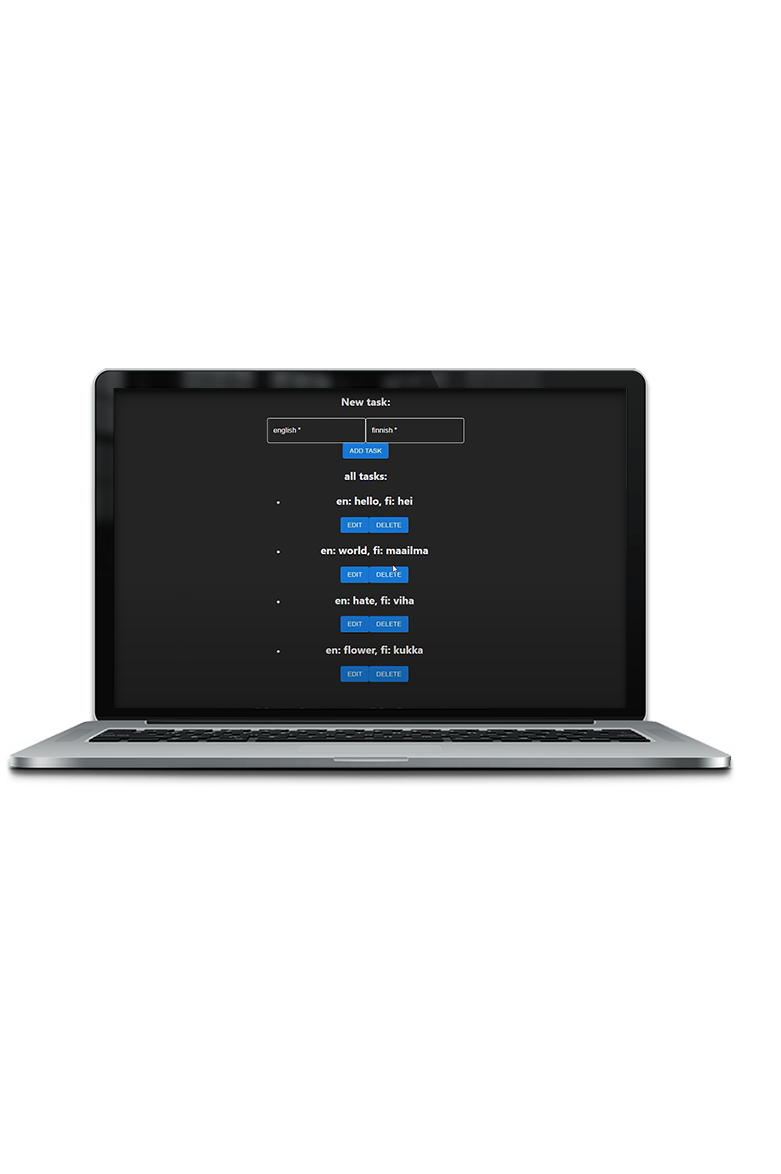 New task:
english * finnish *
ADD TASK
all tasks:
• en: hello, fi: hei
EDIT DELETE
• en: world, fi: maailma
EDIT DELETE
• en: hate, fi: viha
EDIT DELETE
• en: flower, fi: kukka
EDIT DELETE